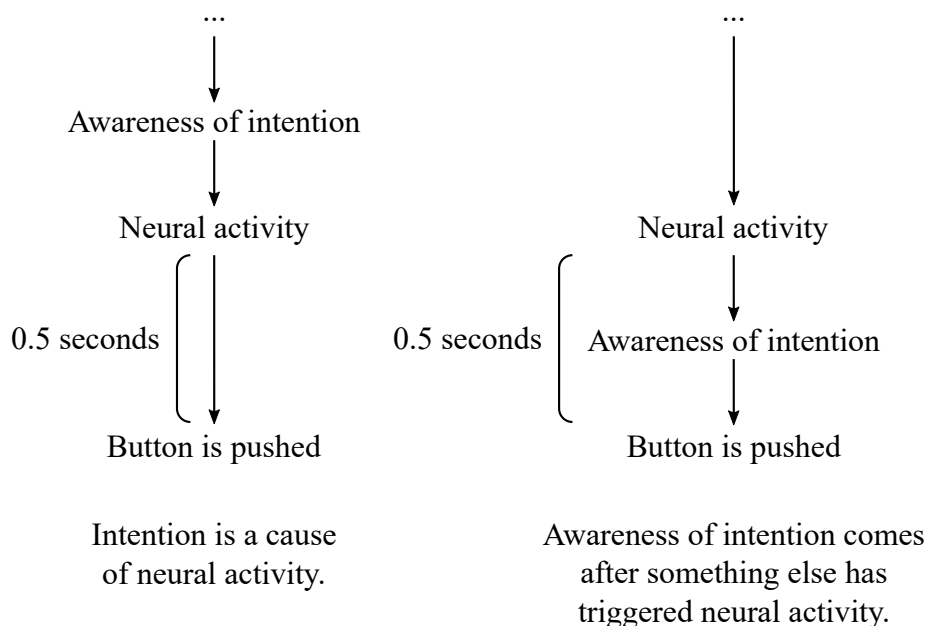 ...
Awareness of intention
Neural activity
0.5 seconds
Button is pushed
Intention is a cause
of neural activity.
...
Neural activity
0.5 seconds
Awareness of intention
Button is pushed
Awareness of intention comes
after something else has
triggered neural activity.